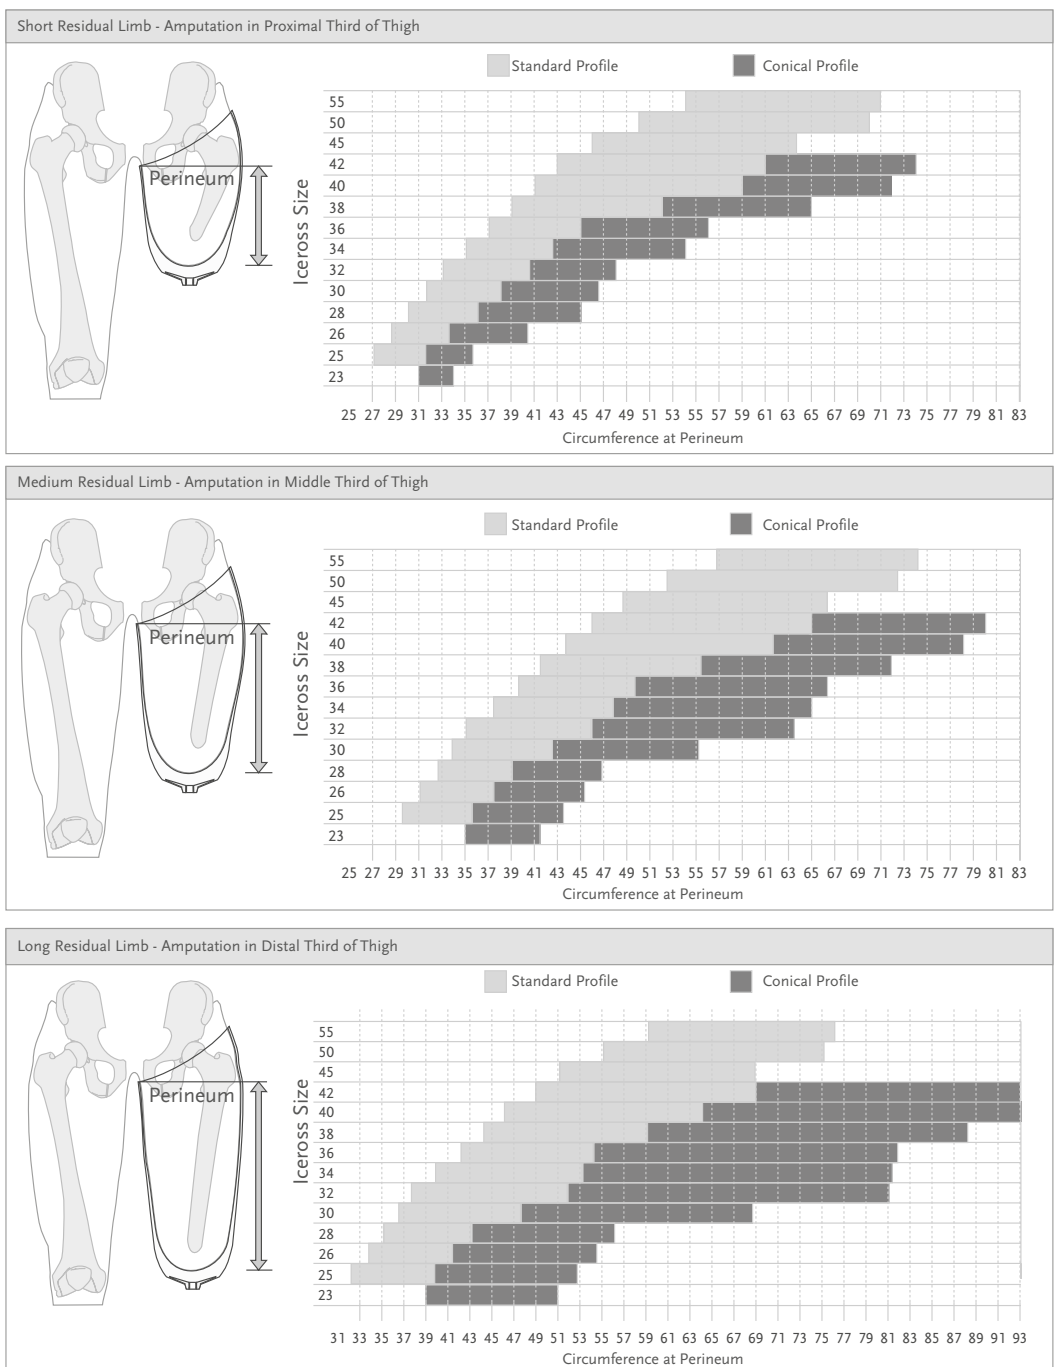 Short Residual Limb - Amputation in Proximal Third of Thigh
Standard Profile Conical Profile
Perineum
Iceross Size
55
50
45
42
40
38
36
34
32
30
28
26
25
23
25 27 29 31 33 35 37 39 41 43 45 47 49 51 53 55 57 59 61 63 65 67 69 71 73 75 77 79 81 83
Circumference at Perineum
Medium Residual Limb - Amputation in Middle Third of Thigh
Standard Profile Conical Profile
Perineum
Iceross Size
55
50
45
42
40
38
36
34
32
30
28
26
25
23
25 27 29 31 33 35 37 39 41 43 45 47 49 51 53 55 57 59 61 63 65 67 69 71 73 75 77 79 81 83
Circumference at Perineum
Long Residual Limb - Amputation in Distal Third of Thigh
Standard Profile Conical Profile
Perineum
Iceross Size
55
50
45
42
40
38
36
34
32
30
28
26
25
23
31 33 35 37 39 41 43 45 47 49 51 53 55 57 59 61 63 65 67 69 71 73 75 76 79 81 83 85 87 89 91 93
Circumference at Perineum